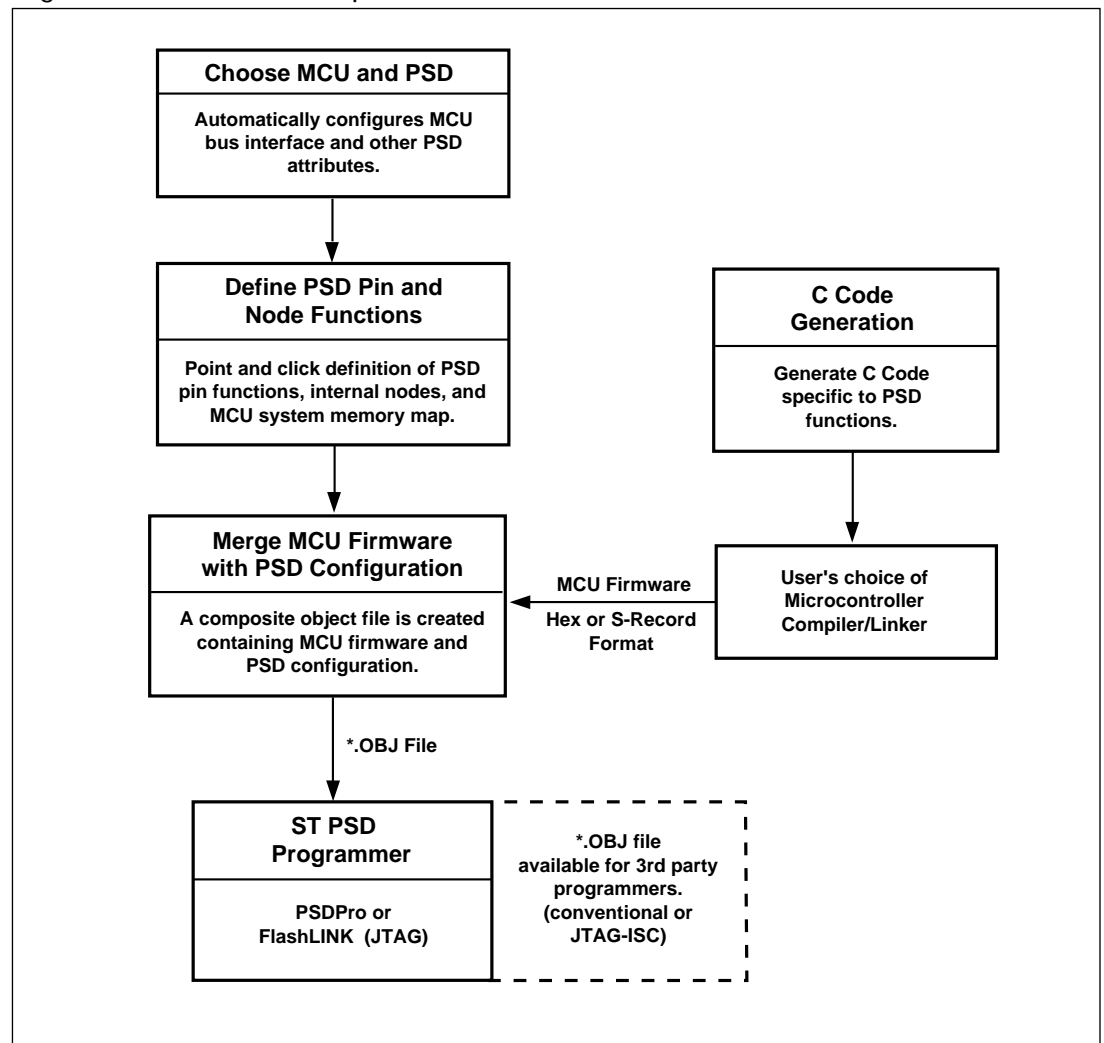 Choose MCU and PSD
Automatically configures MCU
bus interface and other PSD
attributes.
Define PSD Pin and
Node Functions
Point and click definition of PSD
pin functions, internal nodes, and
MCU system memory map.
C Code
Generation
Generate C Code
specific to PSD
functions.
Merge MCU Firmware
with PSD Configuration
A composite object file is created
containing MCU firmware and
PSD configuration.
MCU Firmware
Hex or S-Record
Format
User's choice of
Microcontroller
Compiler/Linker
*.OBJ File
ST PSD
Programmer
PSDPro or
FlashLINK (JTAG)
*.OBJ file
available for 3rd party
programmers.
(conventional or
JTAG-ISC)